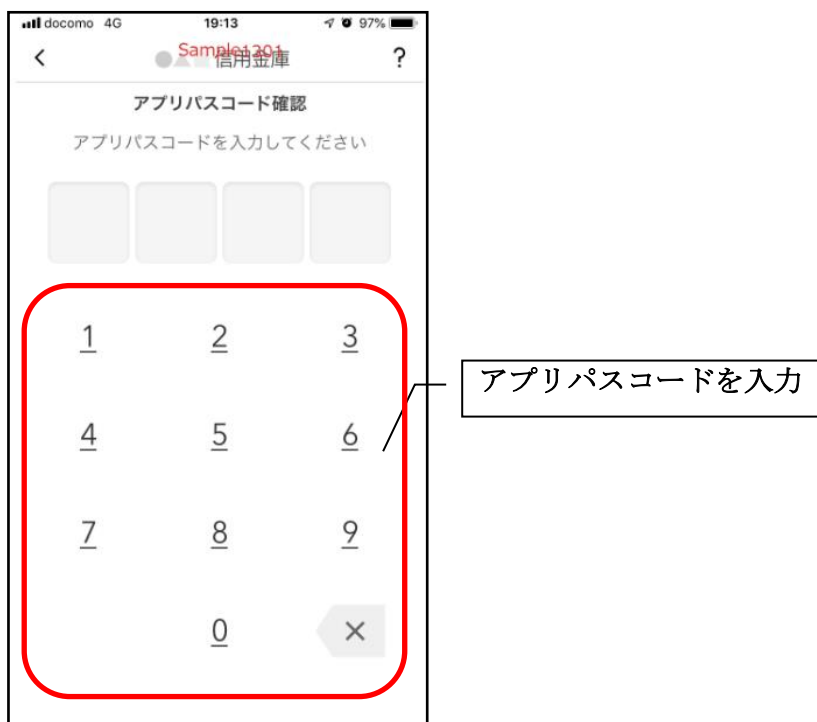 docomo 4G 19:13 97%
Sample1201
●▲■信用金庫 ?
アプリパスコード確認
アプリパスコードを入力してください
1 2 3
4 5 6
アプリパスコードを入力
7 8 9
0 ×